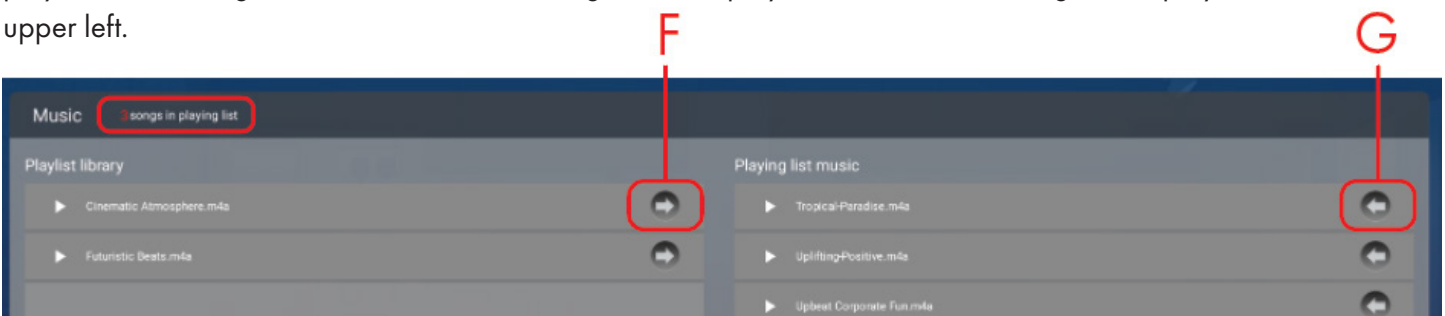 upper left.
F
G
Music 3 songs in playing list
Playlist library
Playing list music
Cinematic Atmosphere.m4a
Tropical-Paradise.m4a
Futuristic Beats.m4a
Uplifting-Positive.m4a
Upbeat Corporate Fun.m4a